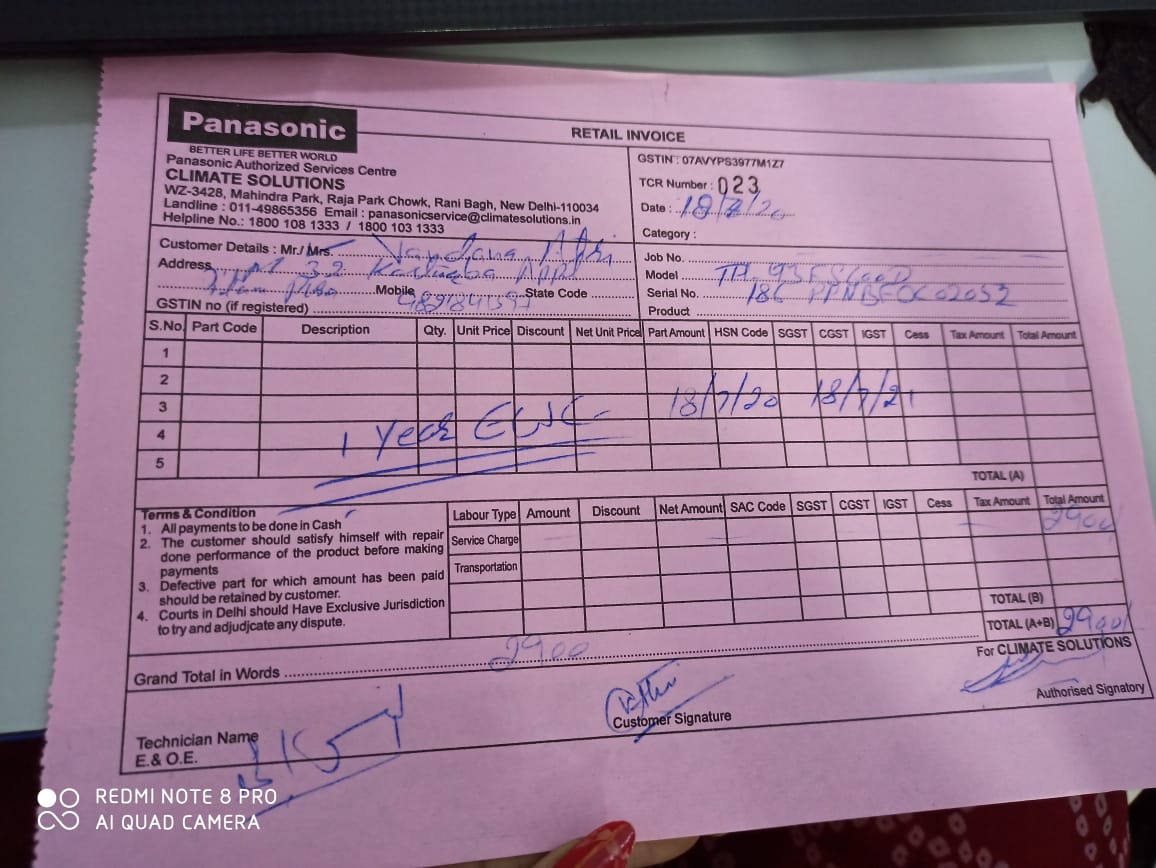 Panasonic
RETAIL INVOICE
BETTER LIFE BETTER WORLD
Panasonic Authorized Services Centre
CLIMATE SOLUTIONS
WZ-3428, Mahindra Park, Raja Park Chowk, Rani Bagh, New Delhi-110034
Landline : 011-49865356 Email : panasonicservice@climatesolutions.in
Helpline No.: 1800 108 1333 / 1800 103 1333
GSTIN : 07AVYPS3977M1Z7
TCR Number : 023
Date : 18/7/20
Category :
Customer Details : Mr./ Mrs. Vandana
Address 32
Mobile State Code
GSTIN no (if registered)
Job No.
Model TH
Serial No.
Product
S.No. Part Code Description Qty. Unit Price Discount Net Unit Price Part Amount HSN Code SGST CGST IGST Cess Tax Amount Total Amount
1
2
3 18/7/20 18/7/21
4 1 Year EWC
5
TOTAL (A)
Terms & Condition
1. All payments to be done in Cash
2. The customer should satisfy himself with repair
done performance of the product before making
payments
3. Defective part for which amount has been paid
should be retained by customer.
4. Courts in Delhi should Have Exclusive Jurisdiction
to try and adjudjcate any dispute.
Labour Type Amount Discount Net Amount SAC Code SGST CGST IGST Cess Tax Amount Total Amount
Service Charge 2900/
Transportation
TOTAL (B)
TOTAL (A+B) 2900/
Grand Total in Words 2900
For CLIMATE SOLUTIONS
Technician Name
E.& O.E.
Customer Signature
Authorised Signatory
REDMI NOTE 8 PRO
AI QUAD CAMERA